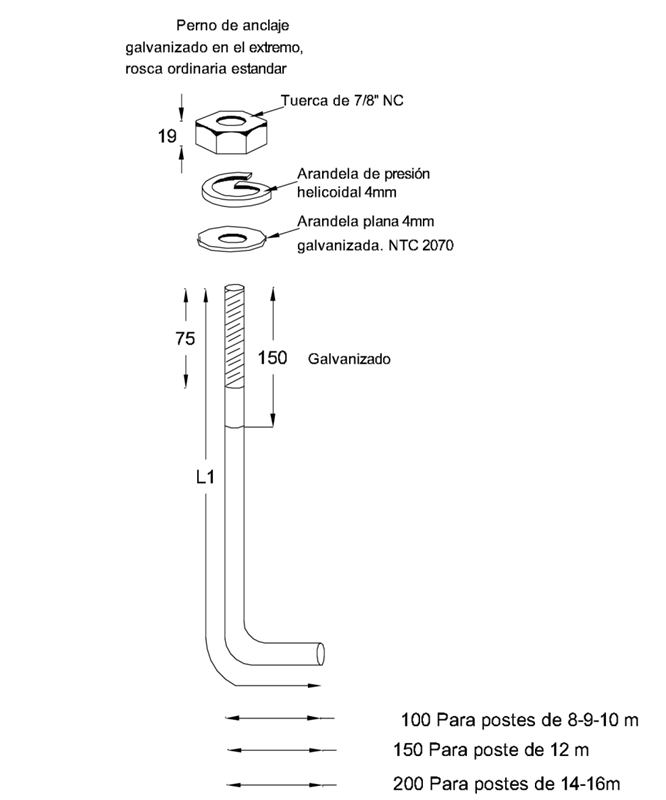 Perno de anclaje
galvanizado en el extremo,
rosca ordinaria estandar
Tuerca de 7/8" NC
19
Arandela de presión
helicoidal 4mm
Arandela plana 4mm
galvanizada. NTC 2070
75
150 Galvanizado
L1
100 Para postes de 8-9-10 m
150 Para poste de 12 m
200 Para postes de 14-16m